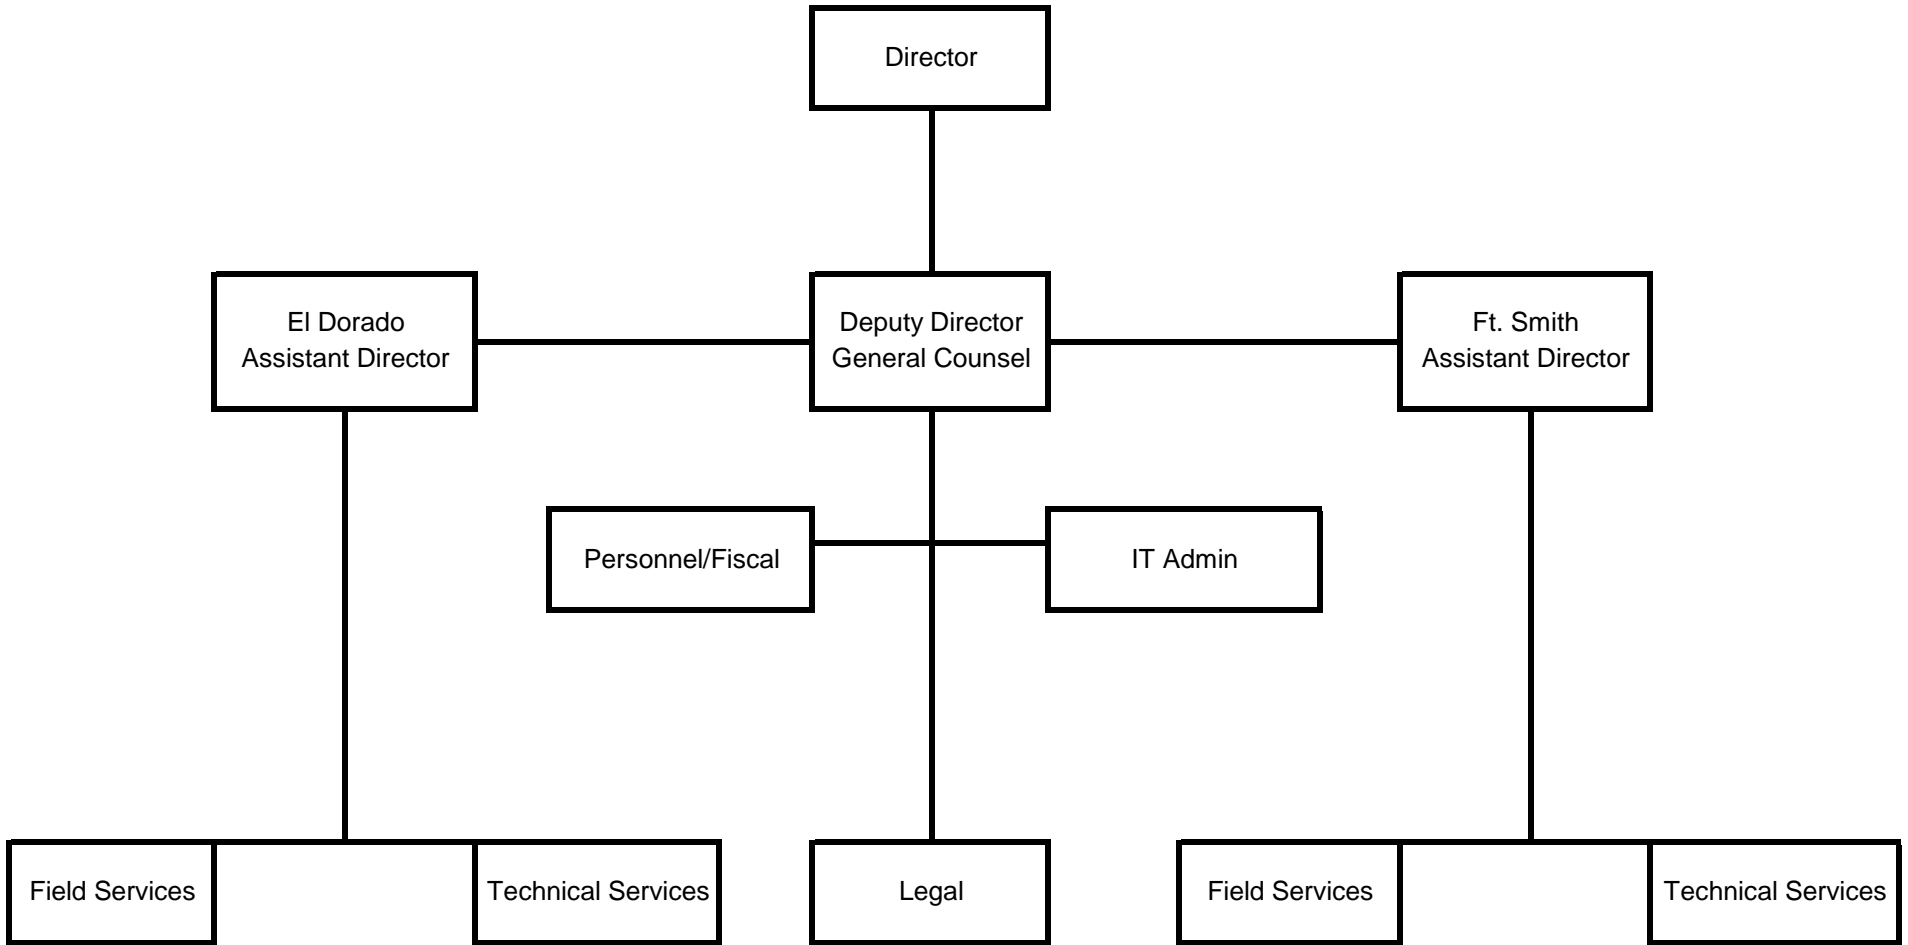 Director
El Dorado
Assistant Director
Deputy Director
General Counsel
Ft. Smith
Assistant Director
Personnel/Fiscal
IT Admin
Field Services
Technical Services
Legal
Field Services
Technical Services